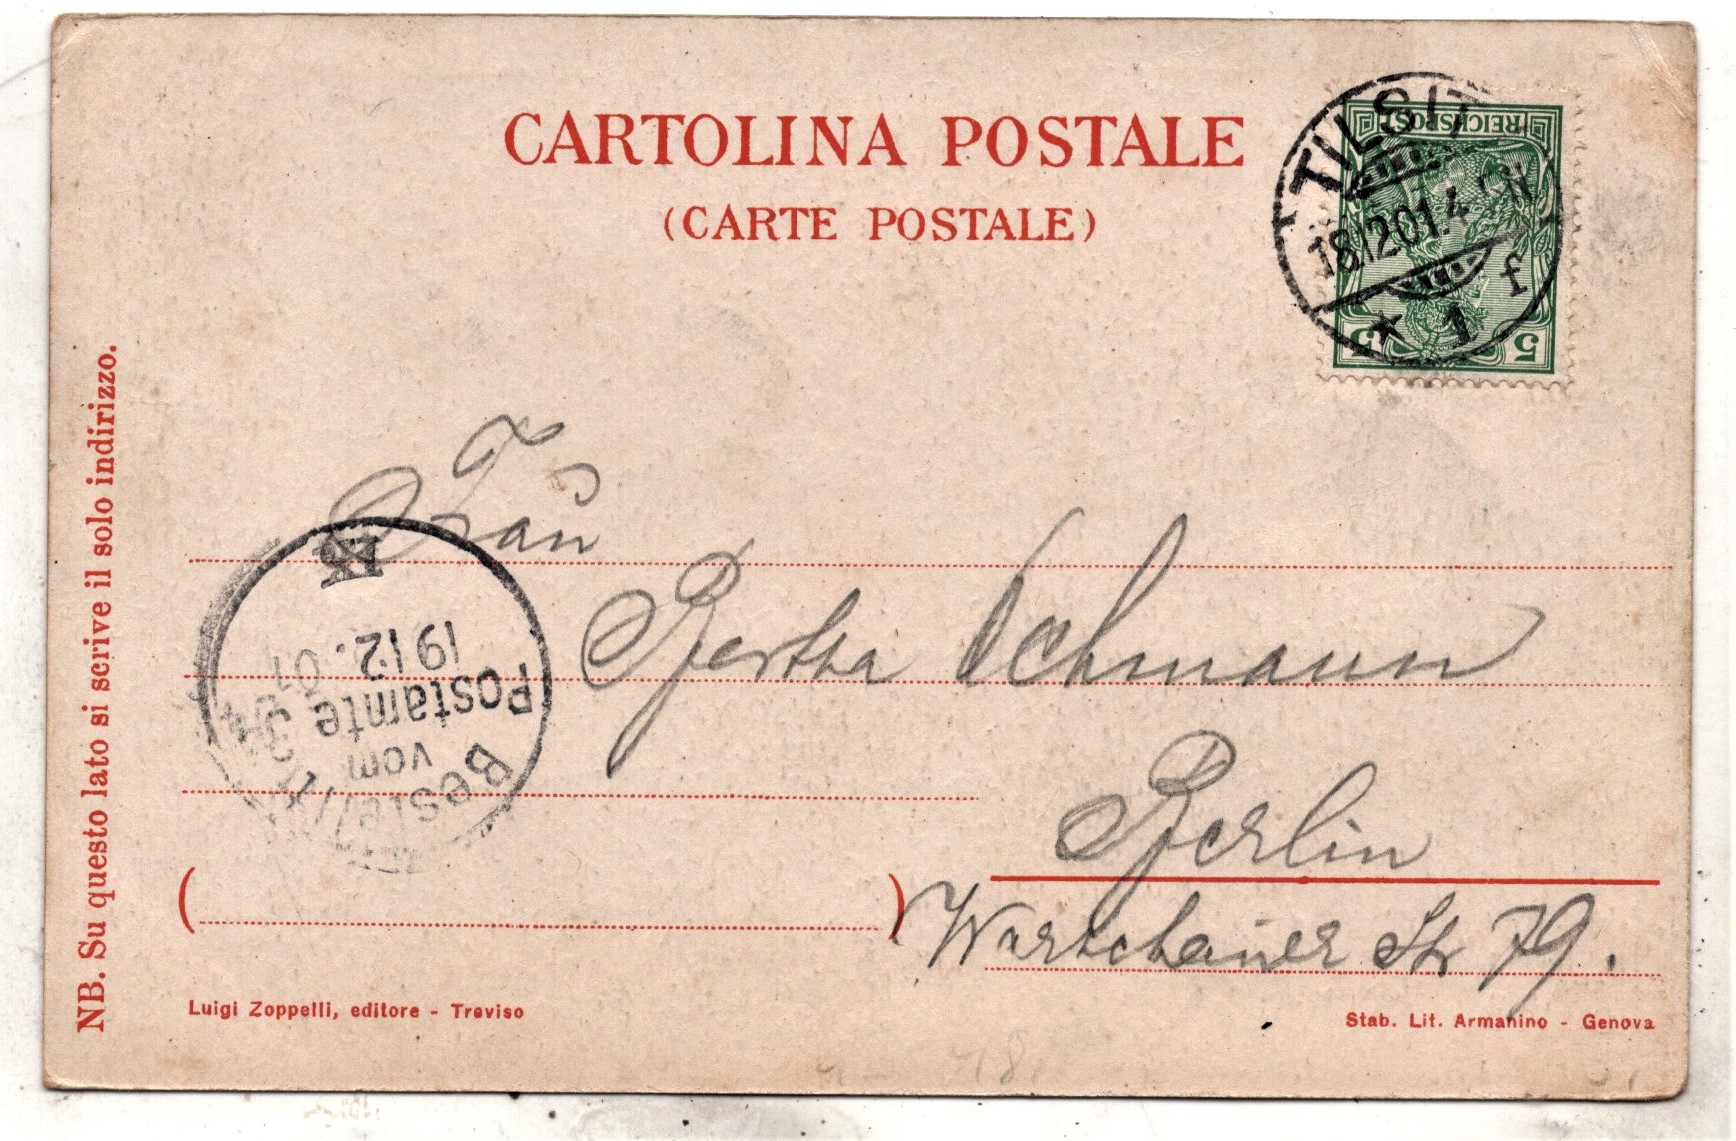 CARTOLINA POSTALE
(CARTE POSTALE)
REICHSPOST
5 5
TILSIT
18.12.01.4-5N
* 1 f
Frau
Bertha Schmann
Berlin
Warschauer Str 79.
Bestellt
vom
Postamte 34
19 12. 01
NB. Su questo lato si scrive il solo indirizzo.
Luigi Zoppelli, editore - Treviso
Stab. Lit. Armanino - Genova